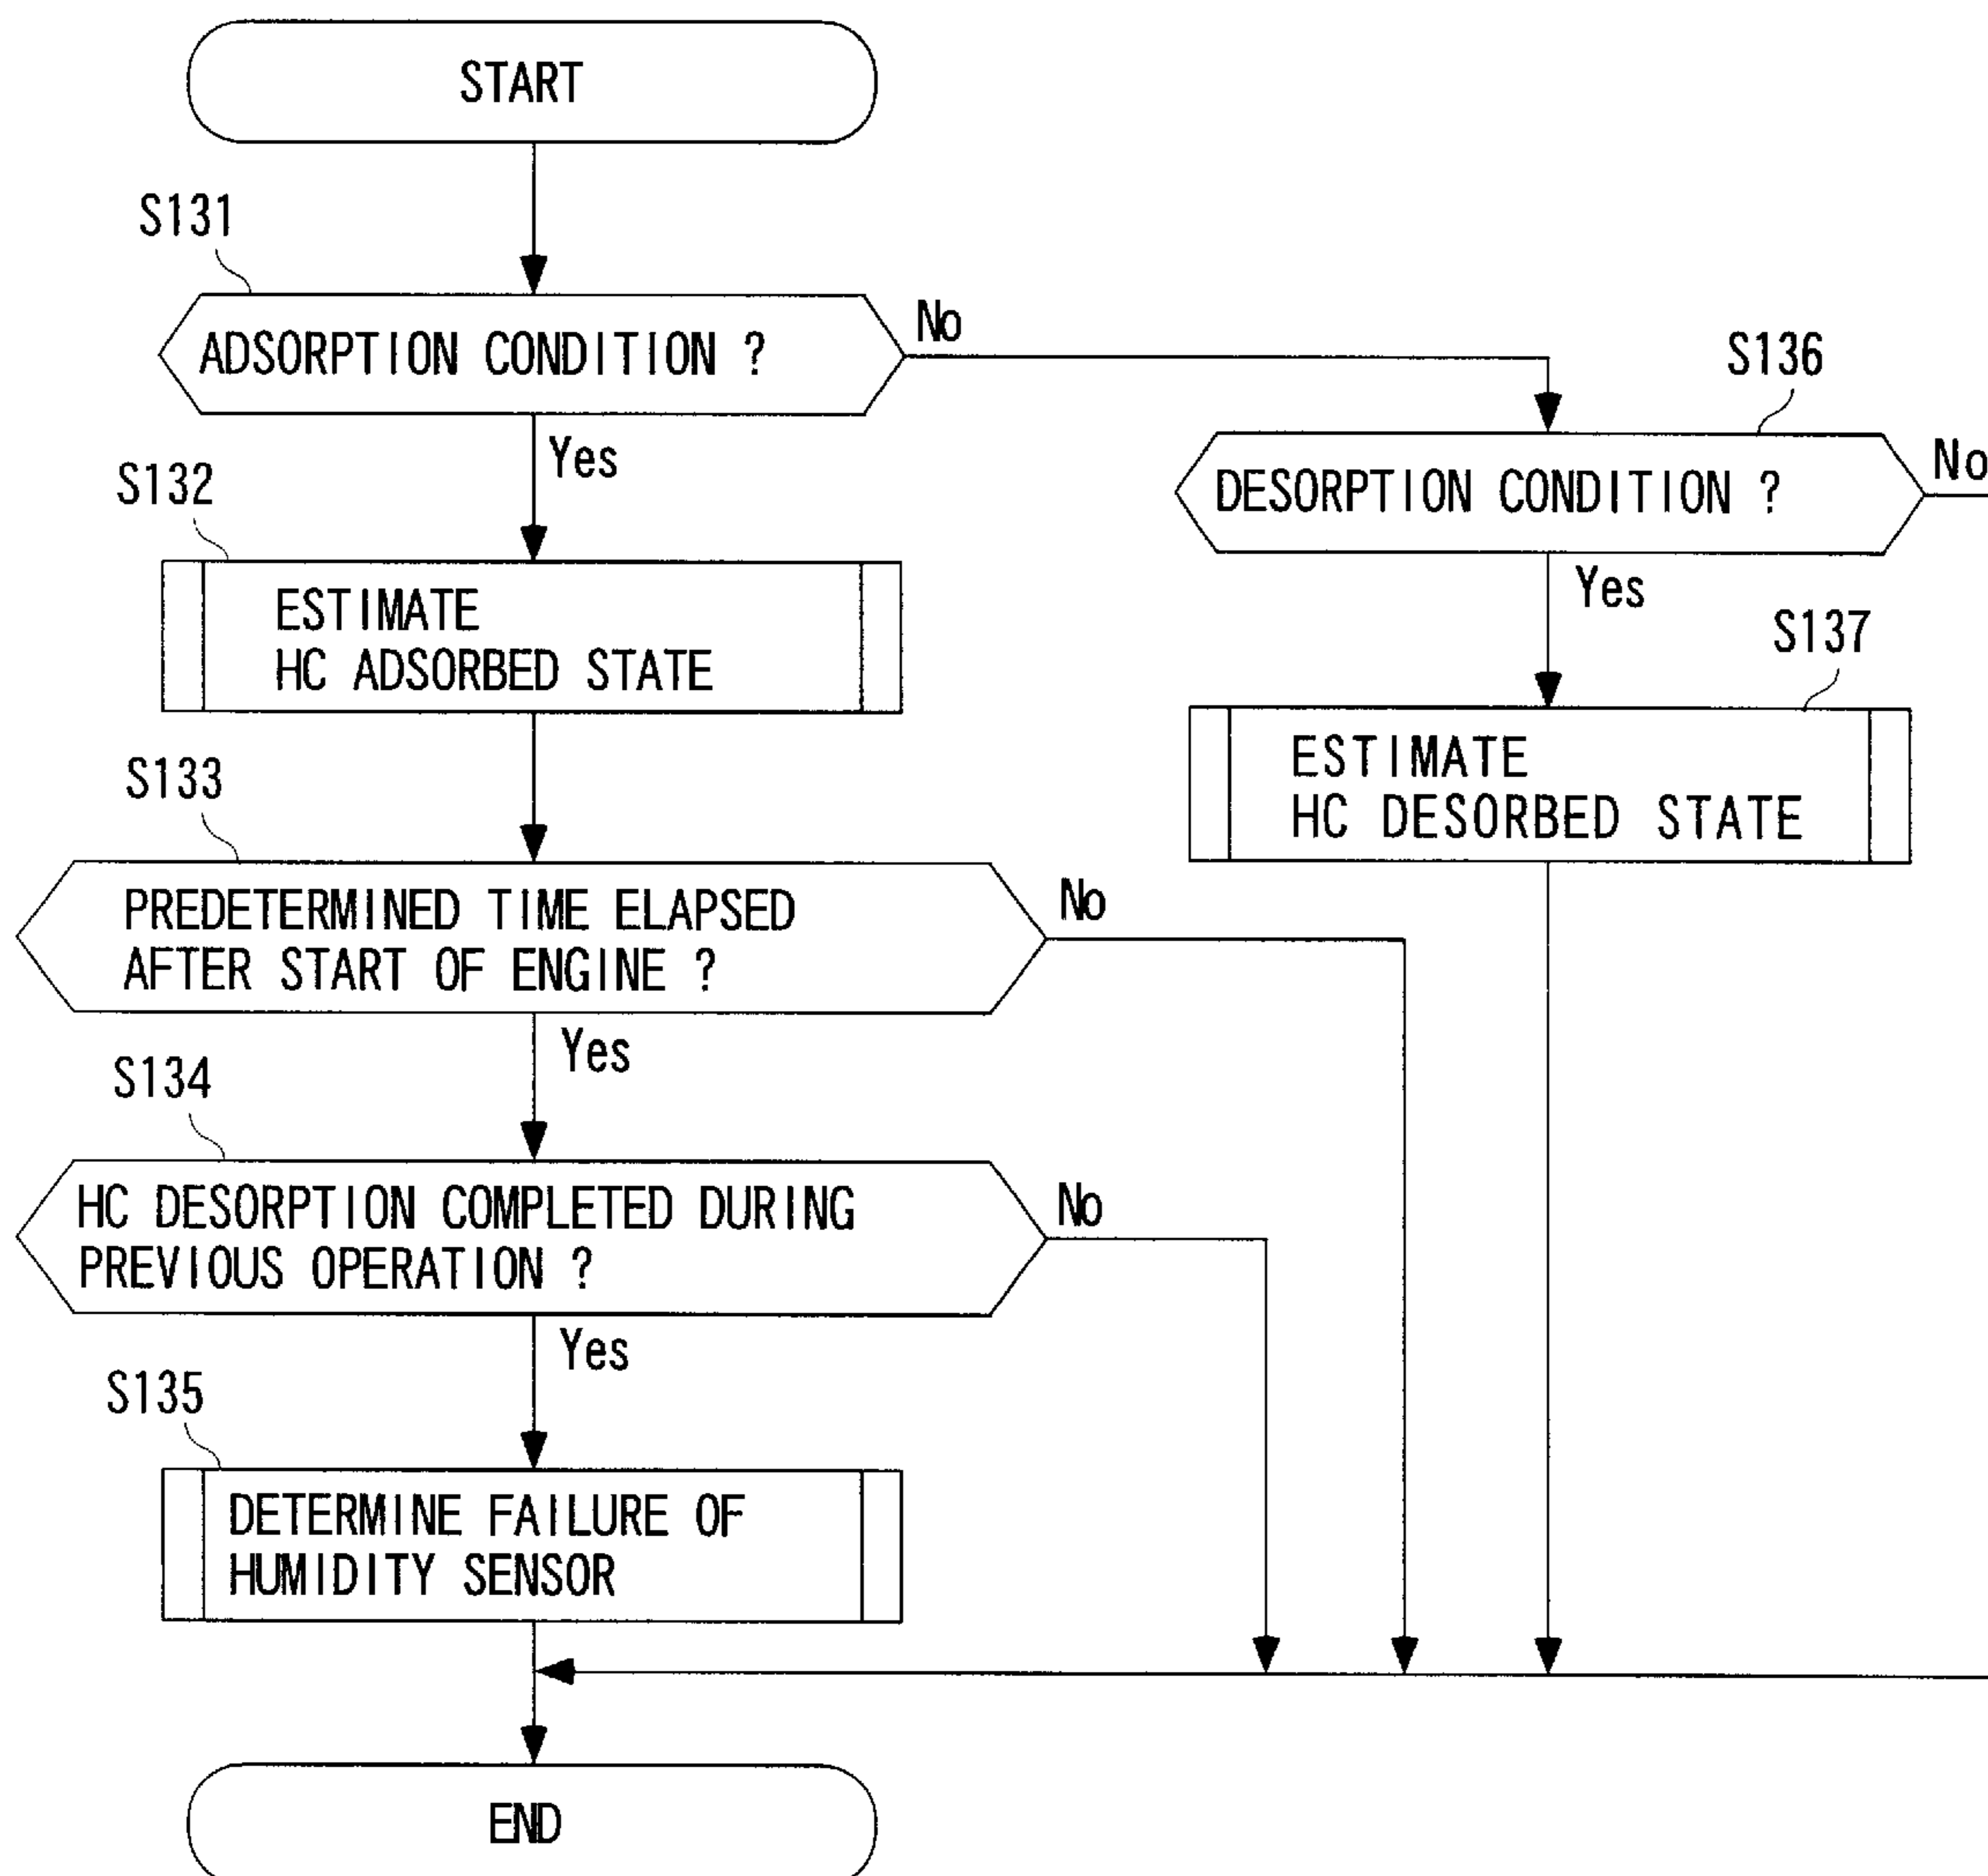 START
S131
ADSORPTION CONDITION ?
No
Yes
S136
DESORPTION CONDITION ?
No
Yes
S132
ESTIMATE
HC ADSORBED STATE
S137
ESTIMATE
HC DESORBED STATE
S133
PREDETERMINED TIME ELAPSED
AFTER START OF ENGINE ?
No
Yes
S134
HC DESORPTION COMPLETED DURING
PREVIOUS OPERATION ?
No
Yes
S135
DETERMINE FAILURE OF
HUMIDITY SENSOR
END